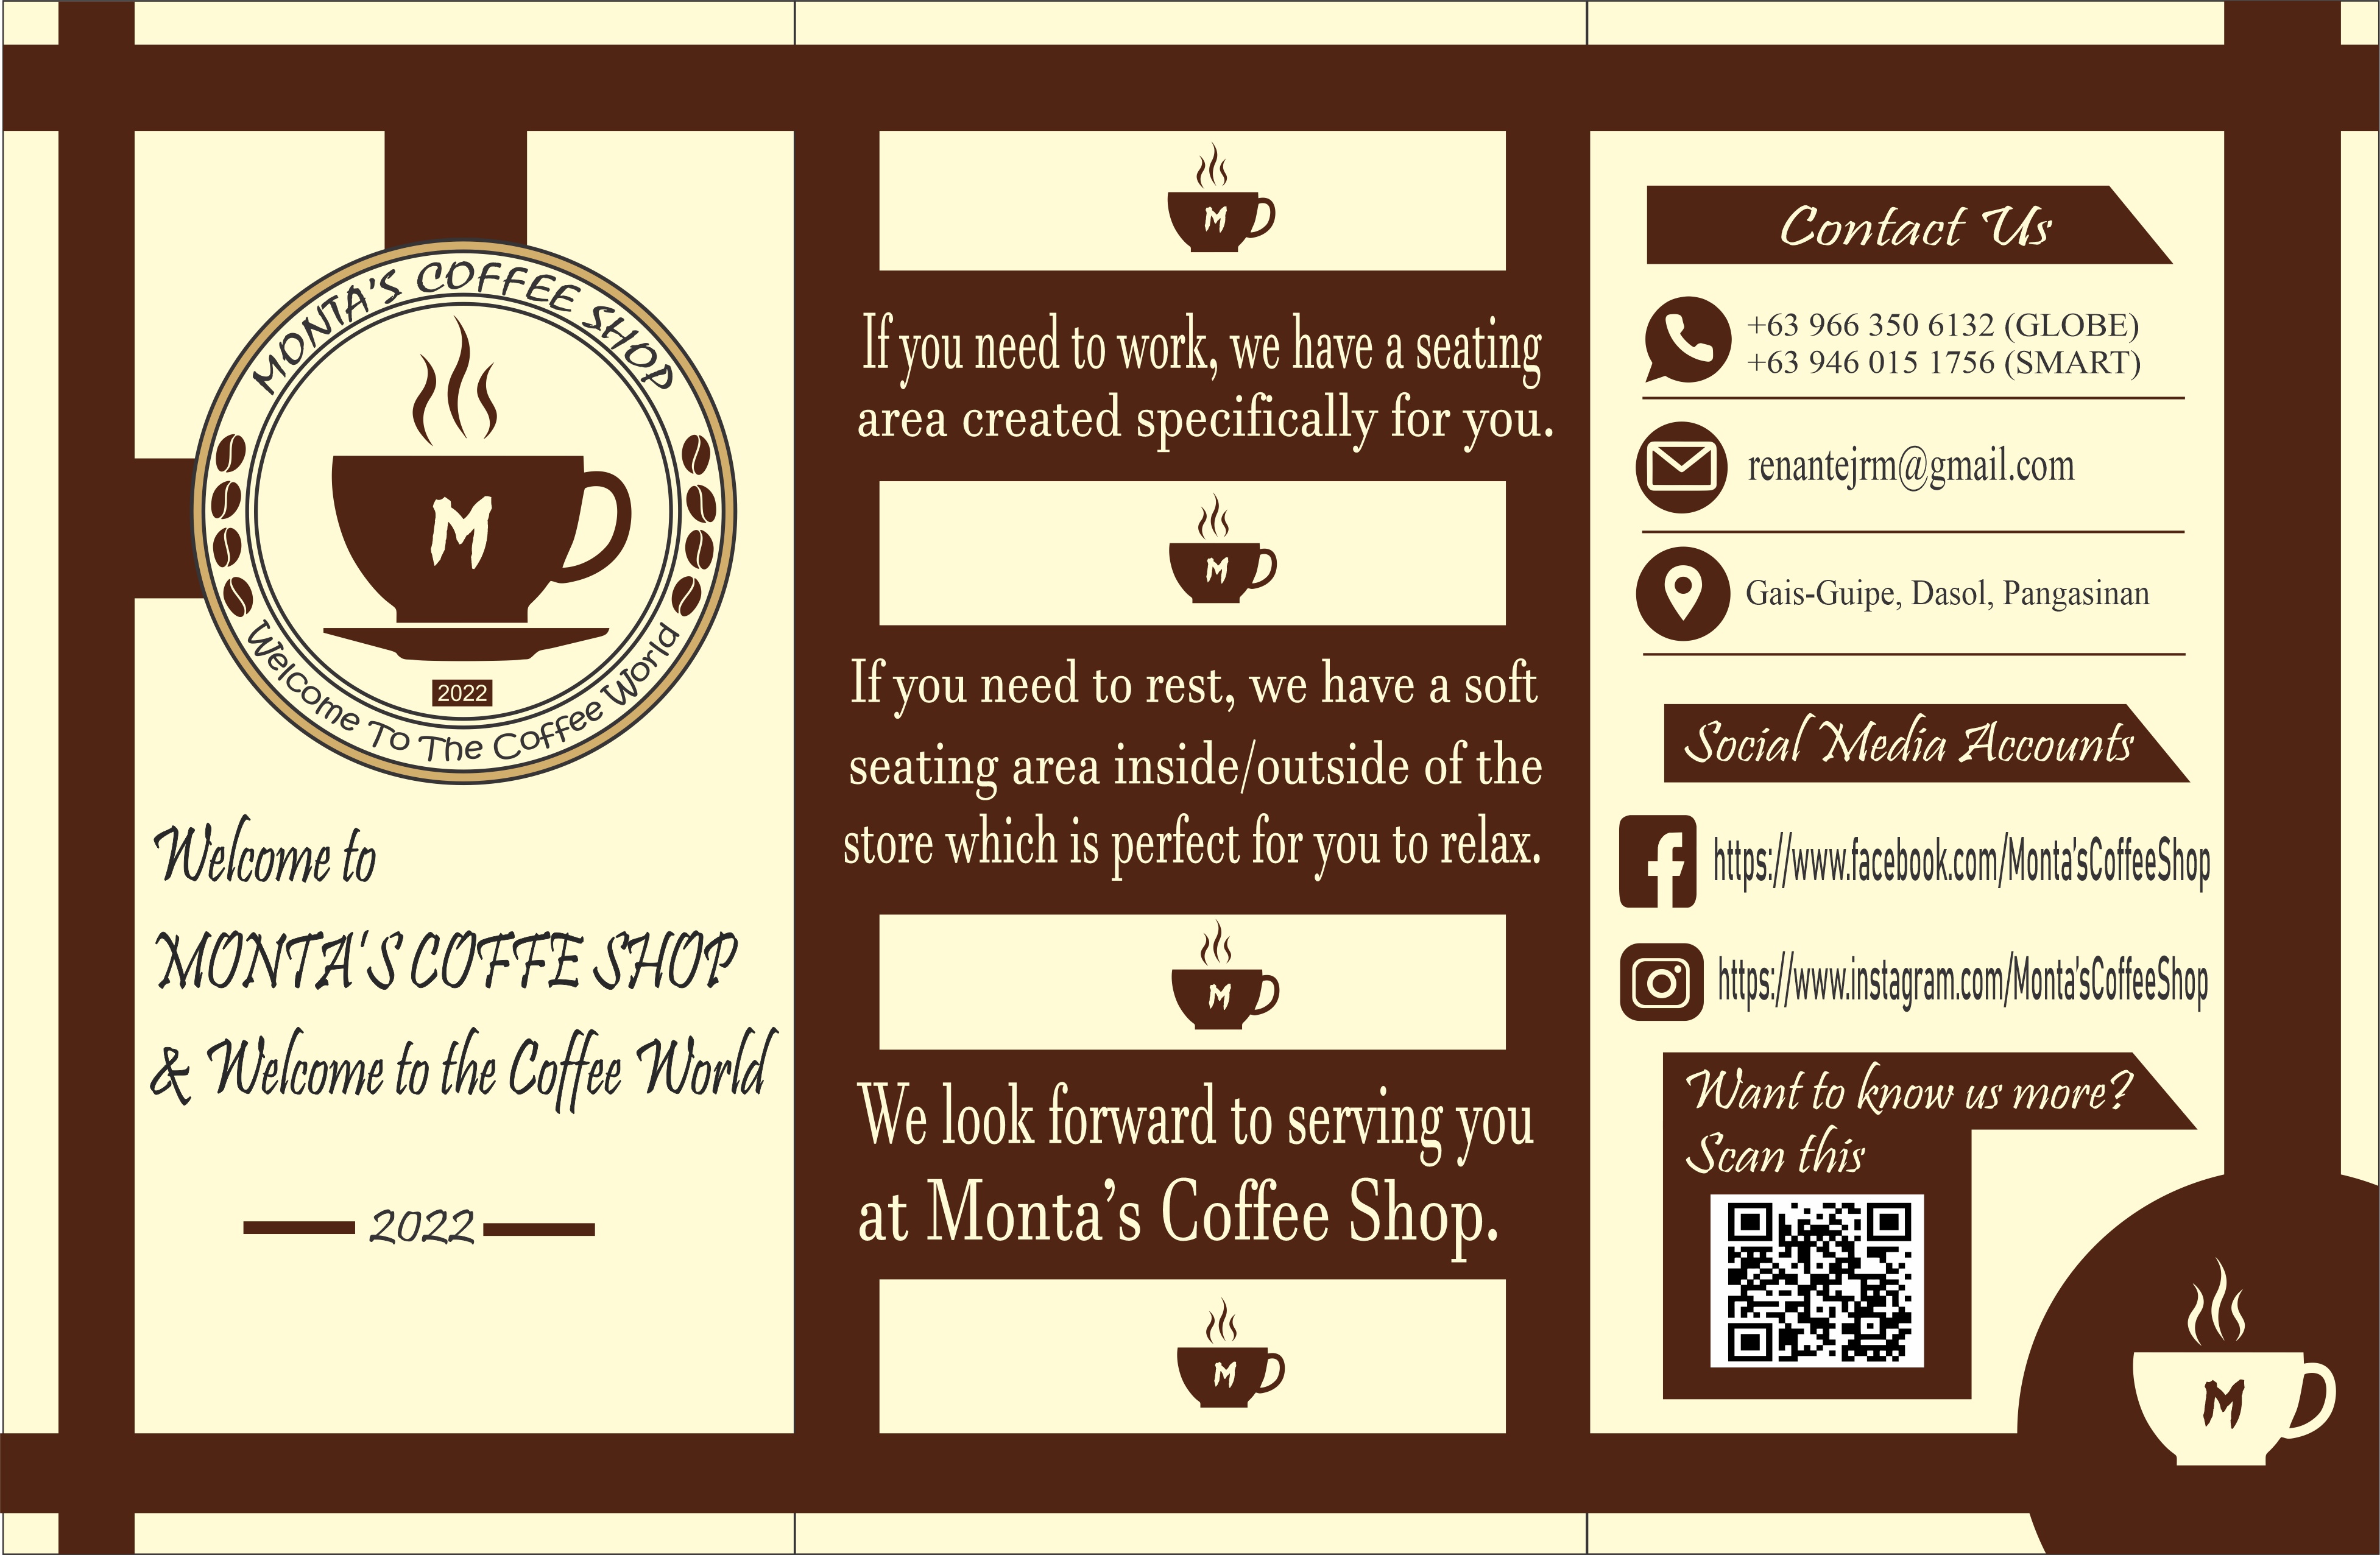 MONTA'S COFFEE SHOP
M
2022
Welcome To The Coffee World
Welcome to
MONTA'S COFFE SHOP
& Welcome to the Coffee World
2022
M
If you need to work, we have a seating
area created specifically for you.
M
If you need to rest, we have a soft
seating area inside/outside of the
store which is perfect for you to relax.
M
We look forward to serving you
at Monta’s Coffee Shop.
M
Contact Us
+63 966 350 6132 (GLOBE)
+63 946 015 1756 (SMART)
renantejrm@gmail.com
Gais-Guipe, Dasol, Pangasinan
Social Media Accounts
https://www.facebook.com/Monta'sCoffeeShop
https://www.instagram.com/Monta'sCoffeeShop
Want to know us more?
Scan this
M